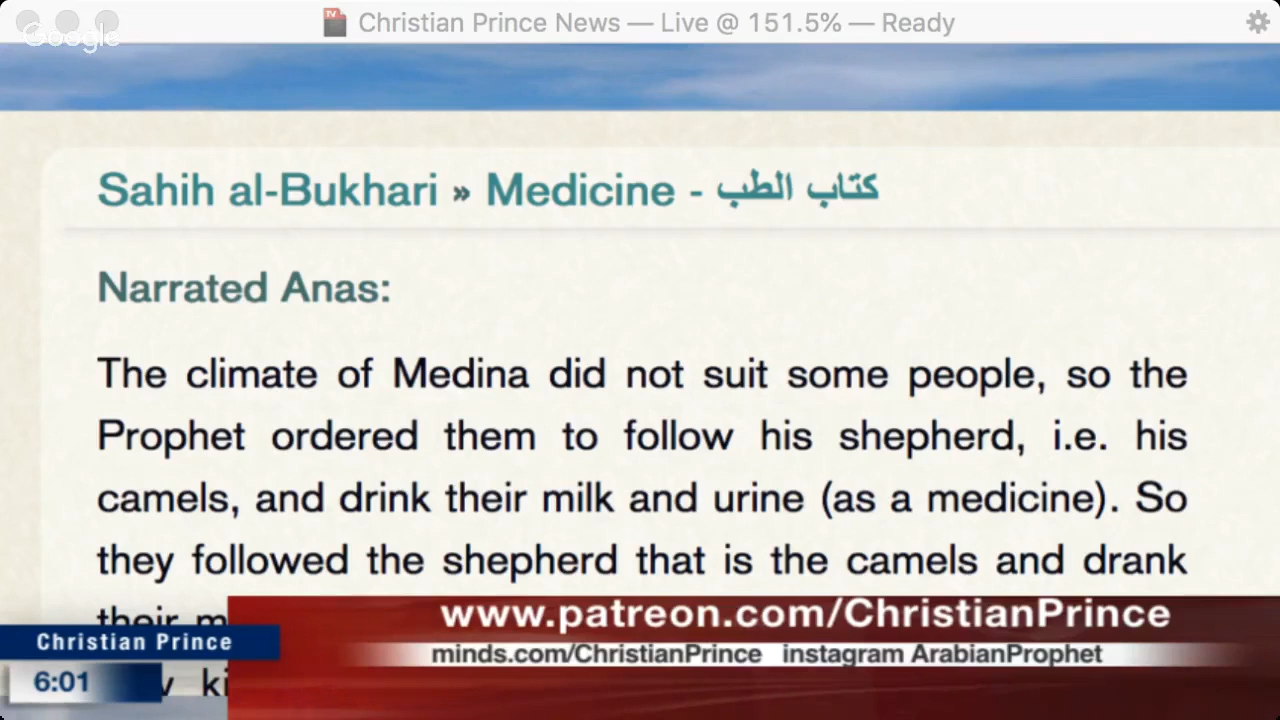 Christian Prince News — Live @ 151.5% — Ready
Google
Sahih al-Bukhari » Medicine - كتاب الطب
Narrated Anas:
The climate of Medina did not suit some people, so the
Prophet ordered them to follow his shepherd, i.e. his
camels, and drink their milk and urine (as a medicine). So
they followed the shepherd that is the camels and drank
their
www.patreon.com/ChristianPrince
Christian Prince
minds.com/ChristianPrince instagram ArabianProphet
6:01